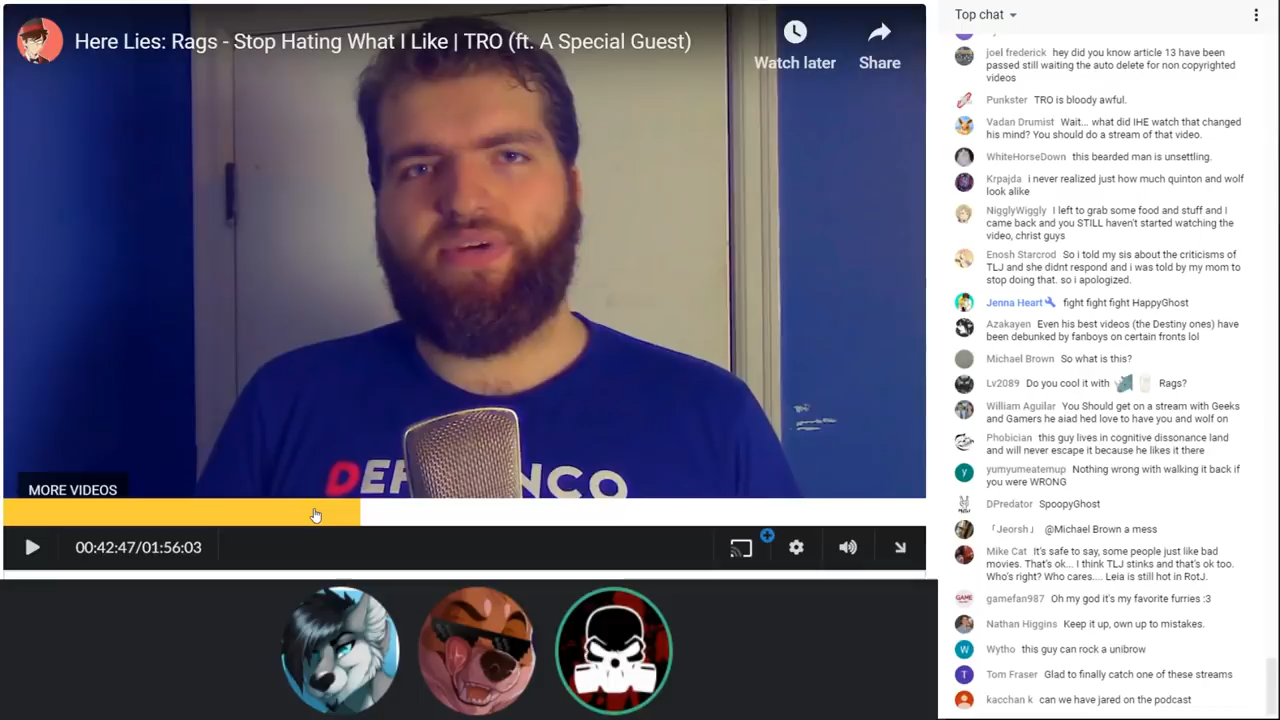 Here Lies: Rags - Stop Hating What I Like | TRO (ft. A Special Guest)
Watch later
Share
MORE VIDEOS
00:42:47/01:56:03
Top chat
joel frederick hey did you know article 13 have been
passed still waiting the auto delete for non copyrighted
videos
Punkster TRO is bloody awful.
Vadan Drumist Wait... what did IHE watch that changed
his mind? You should do a stream of that video.
WhiteHorseDown this bearded man is unsettling.
Krpajda i never realized just how much quinton and wolf
look alike
NigglyWiggly I left to grab some food and stuff and I
came back and you STILL haven't started watching the
video, christ guys
Enosh Starcrod So i told my sis about the criticisms of
TLJ and she didnt respond and i was told by my mom to
stop doing that. so i apologized.
Jenna Heart fight fight fight HappyGhost
Azakayen Even his best videos (the Destiny ones) have
been debunked by fanboys on certain fronts lol
Michael Brown So what is this?
Lv2089 Do you cool it with Rags?
William Aguilar You Should get on a stream with Geeks
and Gamers he aiad hed love to have you and wolf on
Phobician this guy lives in cognitive dissonance land
and will never escape it because he likes it there
yumyumeatemup Nothing wrong with walking it back if
you were WRONG
DPredator SpoopyGhost
「Jeorsh」 @Michael Brown a mess
Mike Cat It's safe to say, some people just like bad
movies. That's ok... I think TLJ stinks and that's ok too.
Who's right? Who cares.... Leia is still hot in RotJ.
gamefan987 Oh my god it's my favorite furries :3
Nathan Higgins Keep it up, own up to mistakes.
Wytho this guy can rock a unibrow
Tom Fraser Glad to finally catch one of these streams
kacchan k can we have jared on the podcast